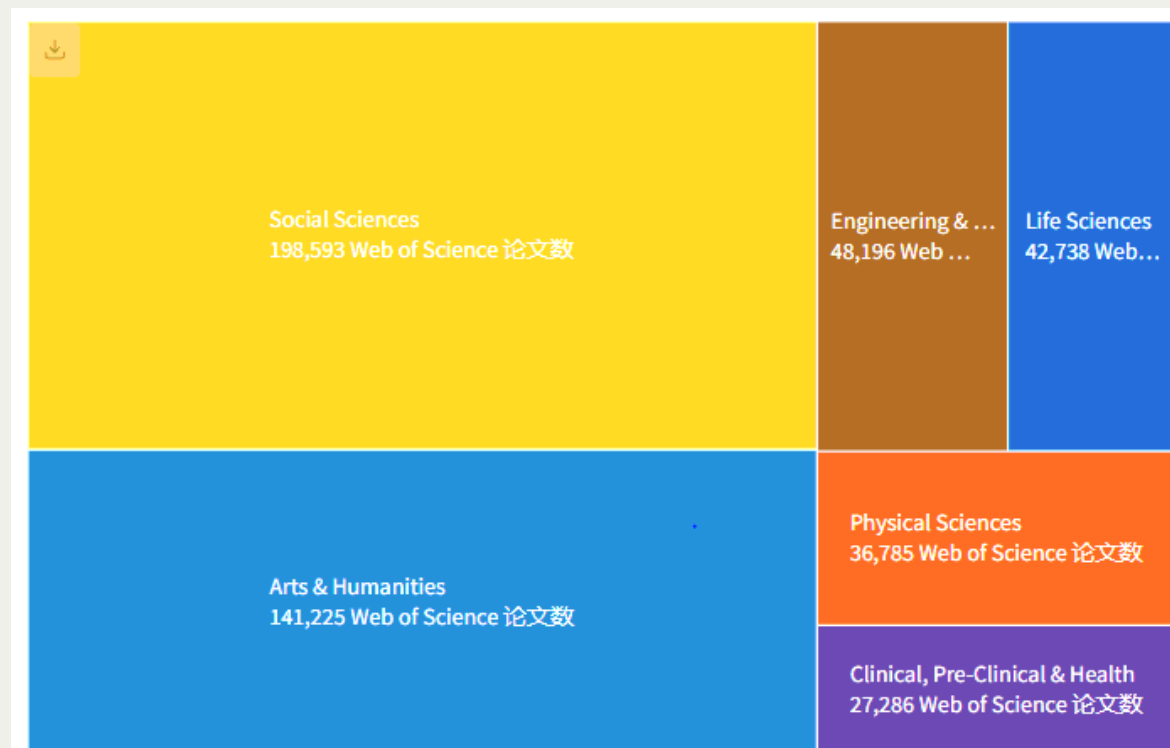 Social Sciences
198,593 Web of Science 论文数
Engineering & ...
48,196 Web ...
Life Sciences
42,738 Web...
Arts & Humanities
141,225 Web of Science 论文数
Physical Sciences
36,785 Web of Science 论文数
Clinical, Pre-Clinical & Health
27,286 Web of Science 论文数